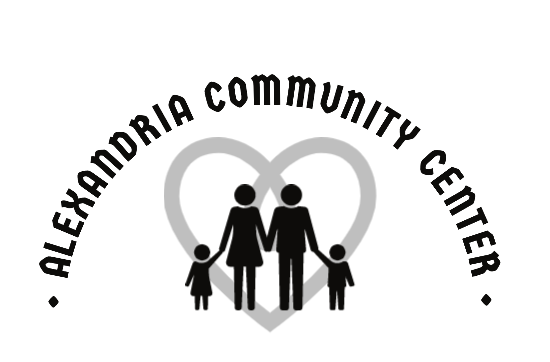 • ALEXANDRIA COMMUNITY CENTER •